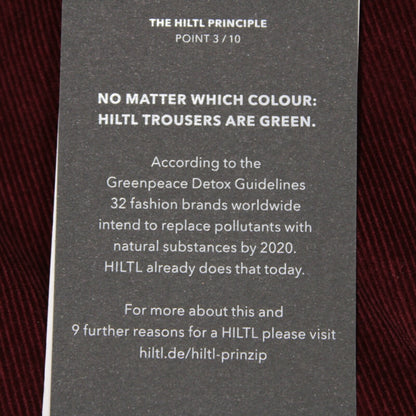 THE HILTL PRINCIPLE
POINT 3 / 10
NO MATTER WHICH COLOUR:
HILTL TROUSERS ARE GREEN.
According to the
Greenpeace Detox Guidelines
32 fashion brands worldwide
intend to replace pollutants with
natural substances by 2020.
HILTL already does that today.
For more about this and
9 further reasons for a HILTL please visit
hiltl.de/hiltl-prinzip